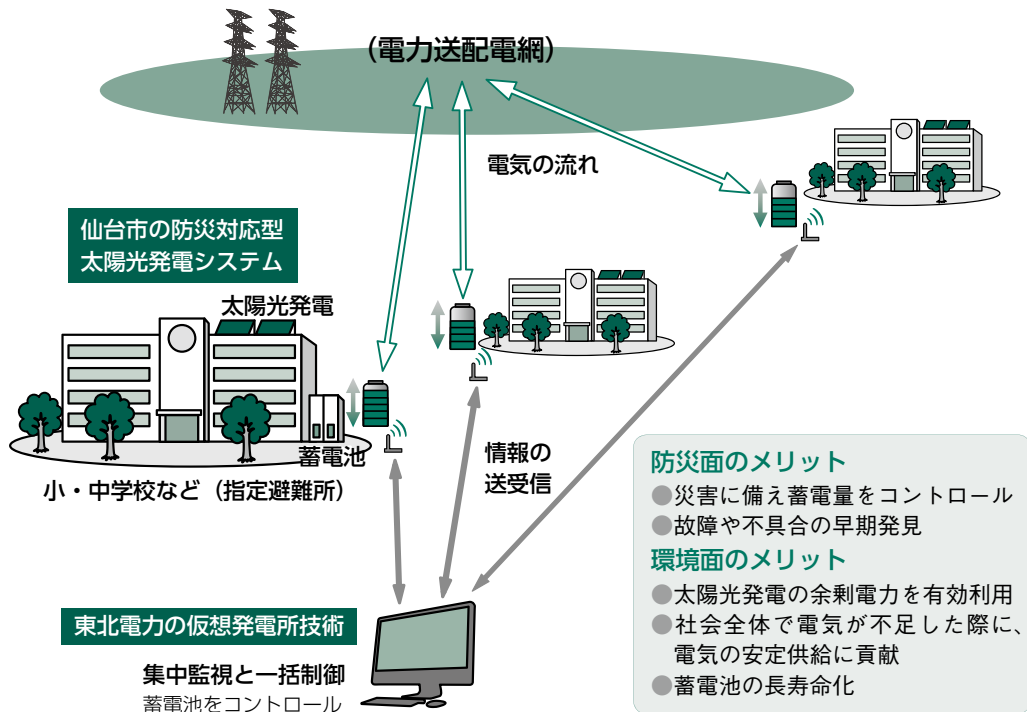 (電力送配電網)
電気の流れ
仙台市の防災対応型
太陽光発電システム
太陽光発電
蓄電池
小・中学校など（指定避難所）
情報の
送受信
東北電力の仮想発電所技術
集中監視と一括制御
蓄電池をコントロール
防災面のメリット
●災害に備え蓄電量をコントロール
●故障や不具合の早期発見
環境面のメリット
●太陽光発電の余剰電力を有効利用
●社会全体で電気が不足した際に、
電気の安定供給に貢献
●蓄電池の長寿命化